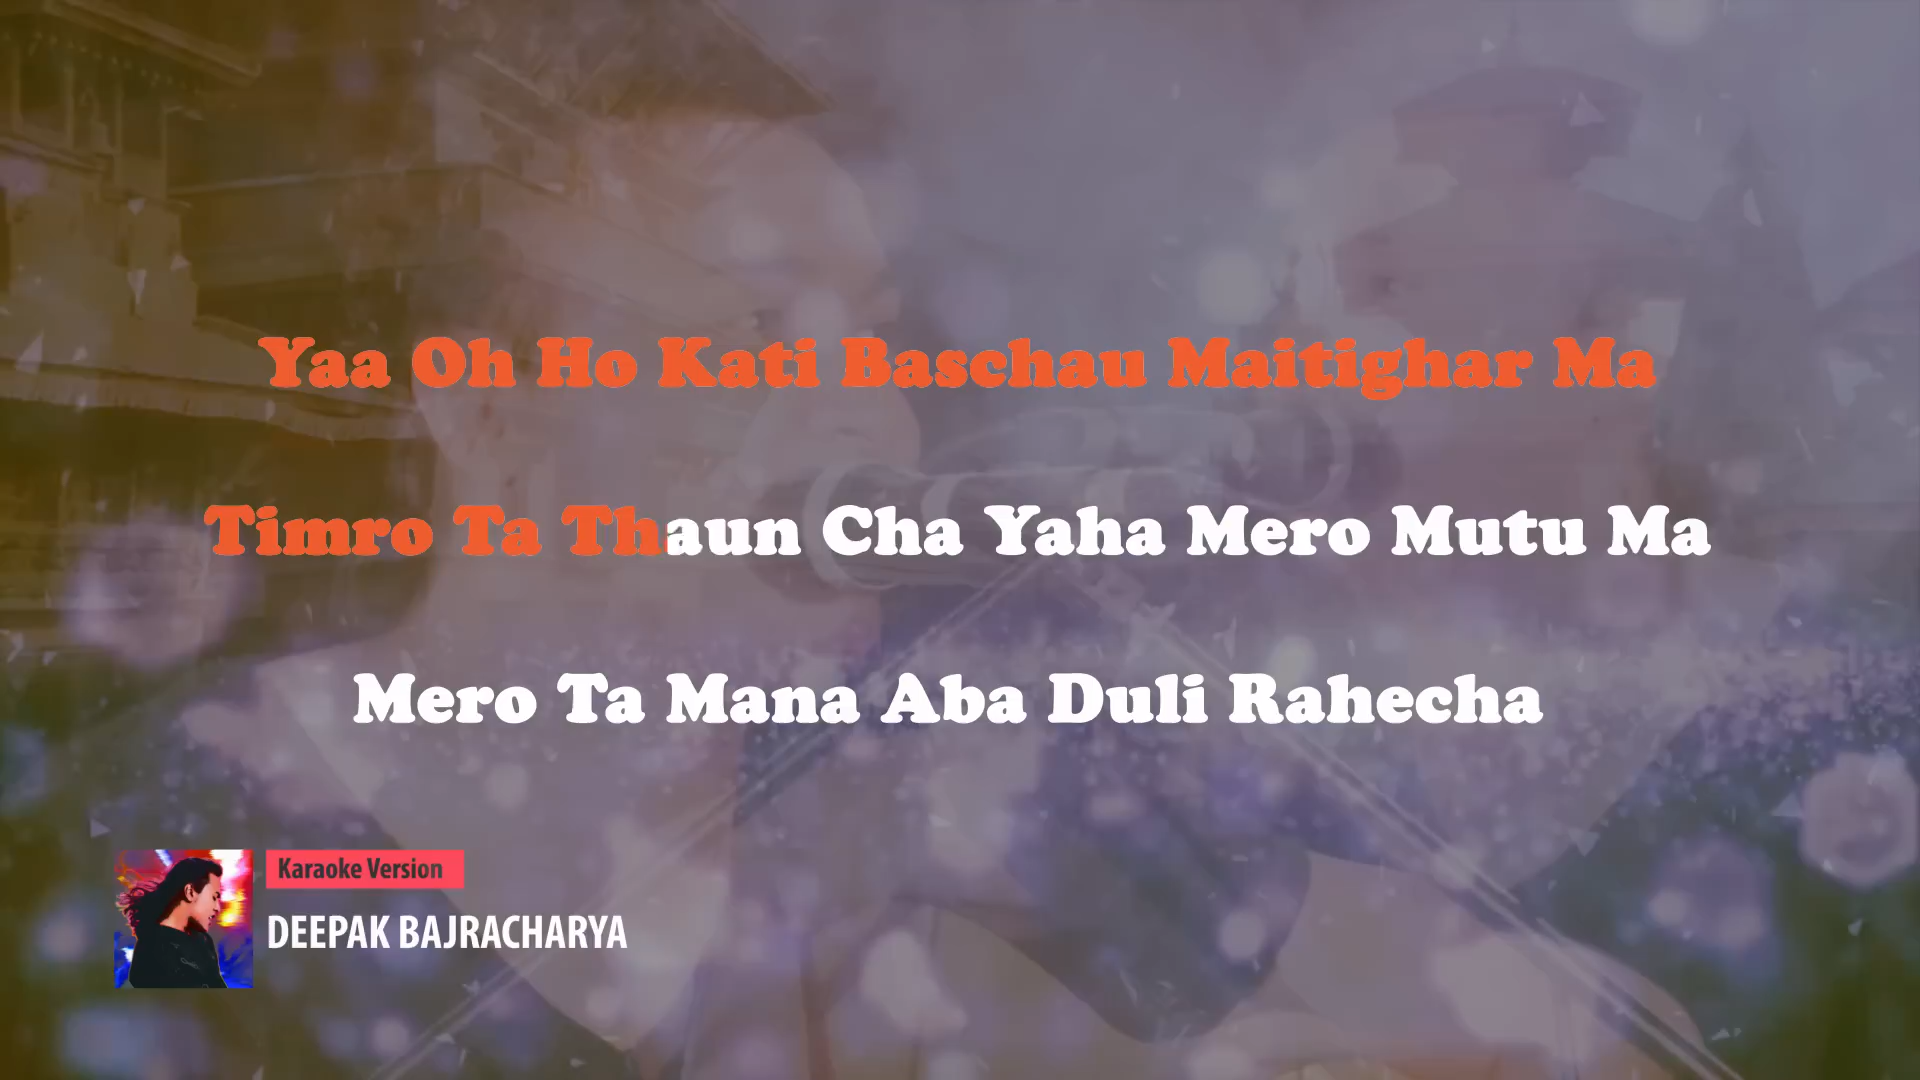 Yaa Oh Ho Kati Baschau Maitighar Ma
Timro Ta Thaun Cha Yaha Mero Mutu Ma
Mero Ta Mana Aba Duli Rahecha
Karaoke Version
DEEPAK BAJRACHARYA